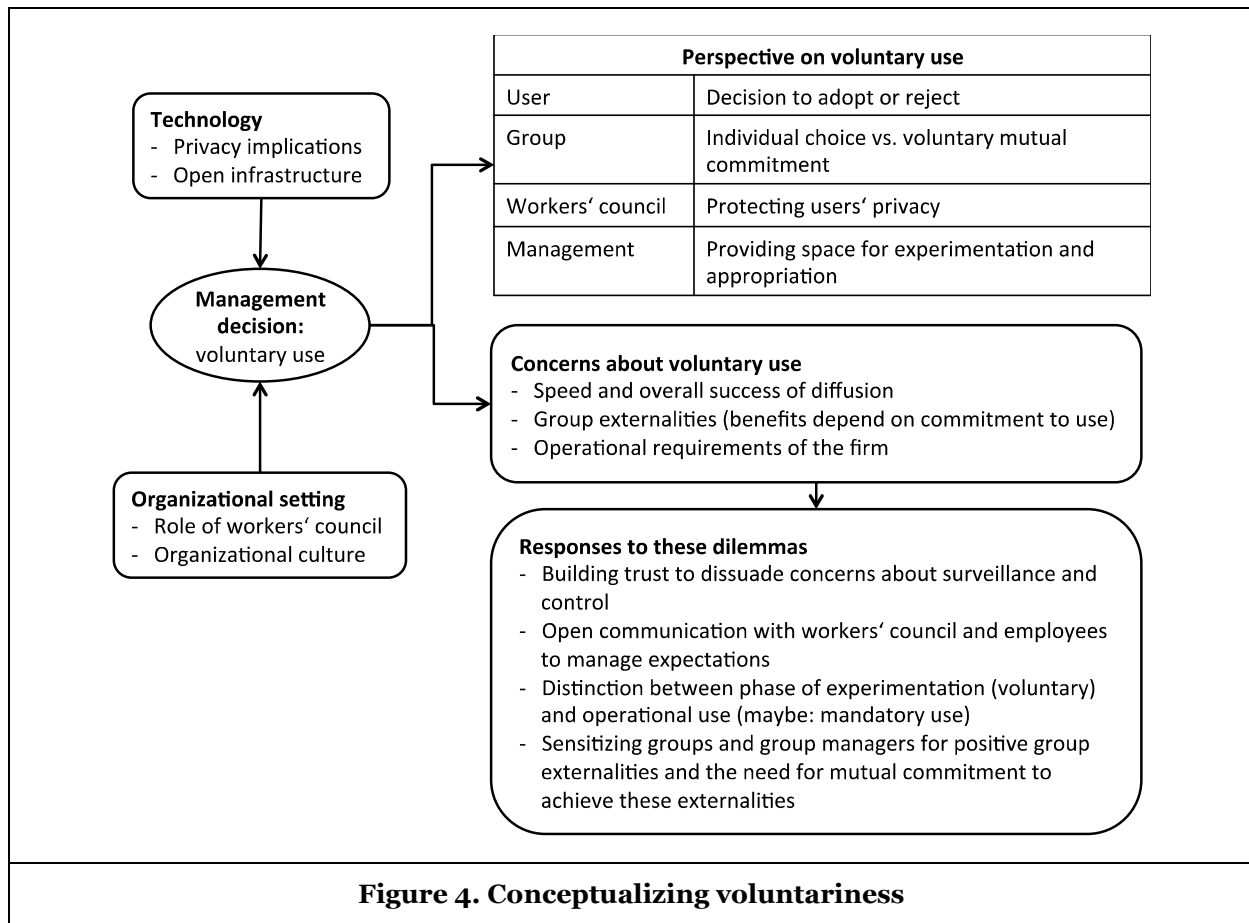 Technology
- Privacy implications
- Open infrastructure
Management
decision:
voluntary use
Organizational setting
- Role of workers‘ council
- Organizational culture
Perspective on voluntary use
User Decision to adopt or reject
Group Individual choice vs. voluntary mutual
commitment
Workers‘ council Protecting users‘ privacy
Management Providing space for experimentation and
appropriation
Concerns about voluntary use
- Speed and overall success of diffusion
- Group externalities (benefits depend on commitment to use)
- Operational requirements of the firm
Responses to these dilemmas
- Building trust to dissuade concerns about surveillance and
control
- Open communication with workers‘ council and employees
to manage expectations
- Distinction between phase of experimentation (voluntary)
and operational use (maybe: mandatory use)
- Sensitizing groups and group managers for positive group
externalities and the need for mutual commitment to
achieve these externalities
Figure 4. Conceptualizing voluntariness